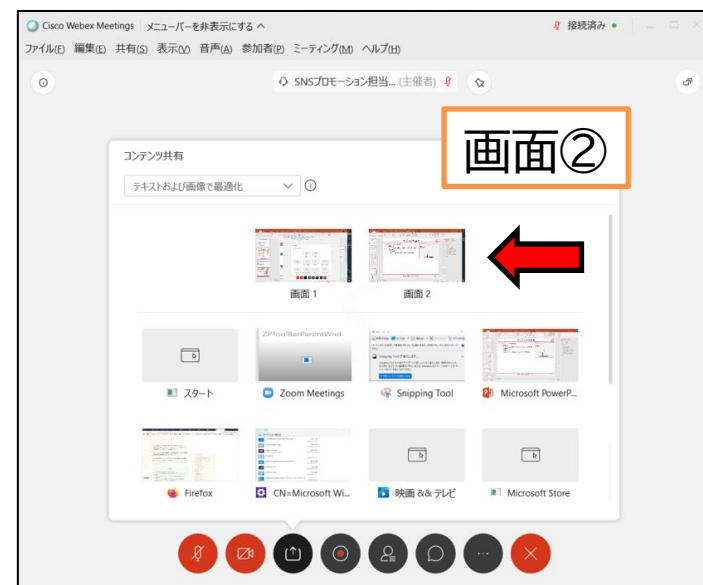 Cisco Webex Meetings メニューバーを非表示にする へ 接続済み
ファイル(F) 編集(E) 共有(S) 表示(V) 音声(A) 参加者(P) ミーティング(M) ヘルプ(H)
SNSプロモーション担当... (主催者)
画面②
コンテンツ共有
テキストおよび画像で最適化
画面 1 画面 2
ZPToolBarParentWnd
スタート Zoom Meetings Snipping Tool Microsoft PowerP...
Firefox CN=Microsoft Wi... 映画 && テレビ Microsoft Store